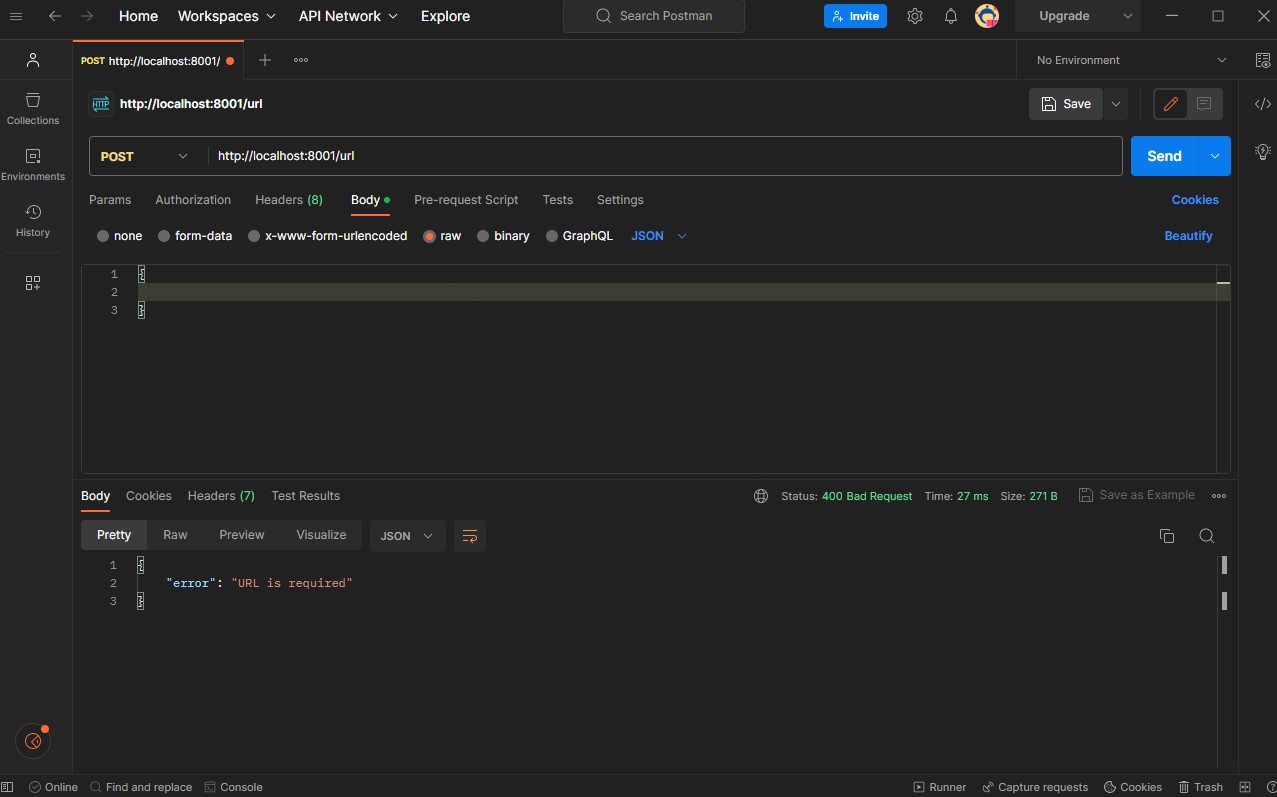 Home Workspaces API Network Explore Search Postman Invite Upgrade
POST http://localhost:8001/ No Environment
HTTP http://localhost:8001/url Save
Collections
POST http://localhost:8001/url Send
Environments
Params Authorization Headers (8) Body Pre-request Script Tests Settings Cookies
History
none form-data x-www-form-urlencoded raw binary GraphQL JSON Beautify
1 {
2
3 }
Body Cookies Headers (7) Test Results Status: 400 Bad Request Time: 27 ms Size: 271 B Save as Example
Pretty Raw Preview Visualize JSON
1 {
2 "error": "URL is required"
3 }
Online Find and replace Console Runner Capture requests Cookies Trash